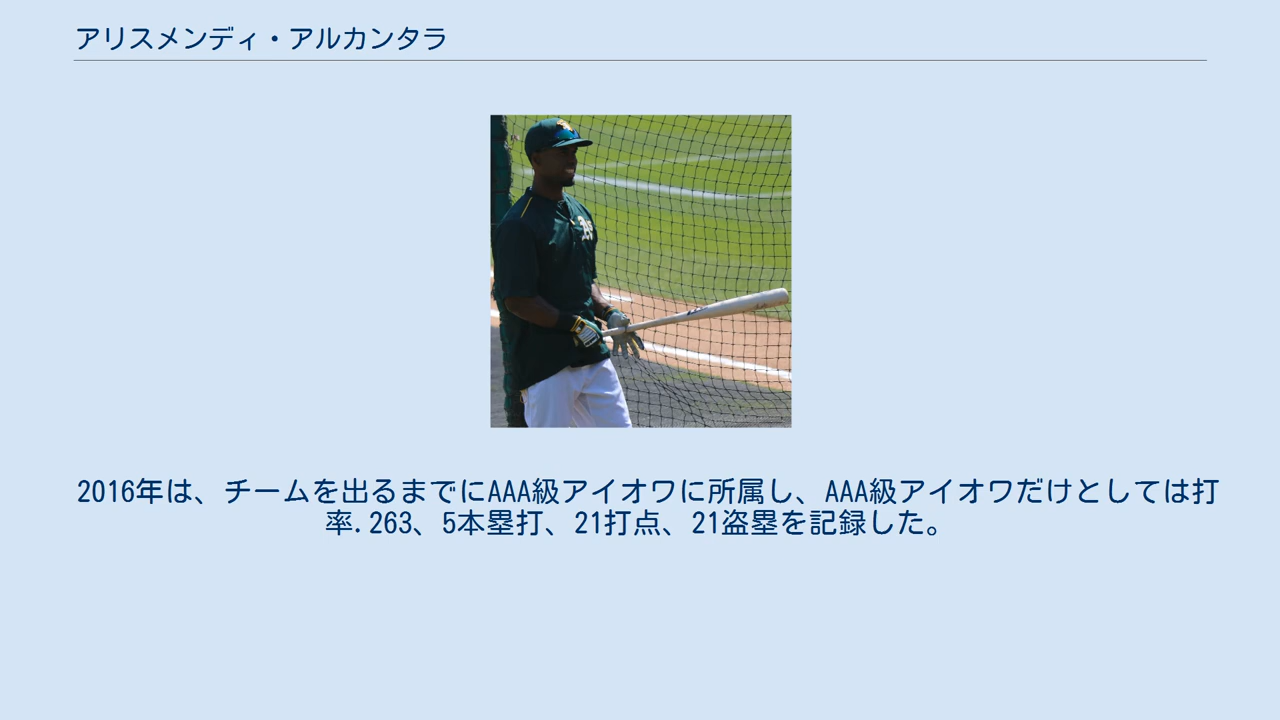 アリスメンディ・アルカンタラ
2016年は、チームを出るまでにAAA級アイオワに所属し、AAA級アイオワだけとしては打
率.263、5本塁打、21打点、21盗塁を記録した。